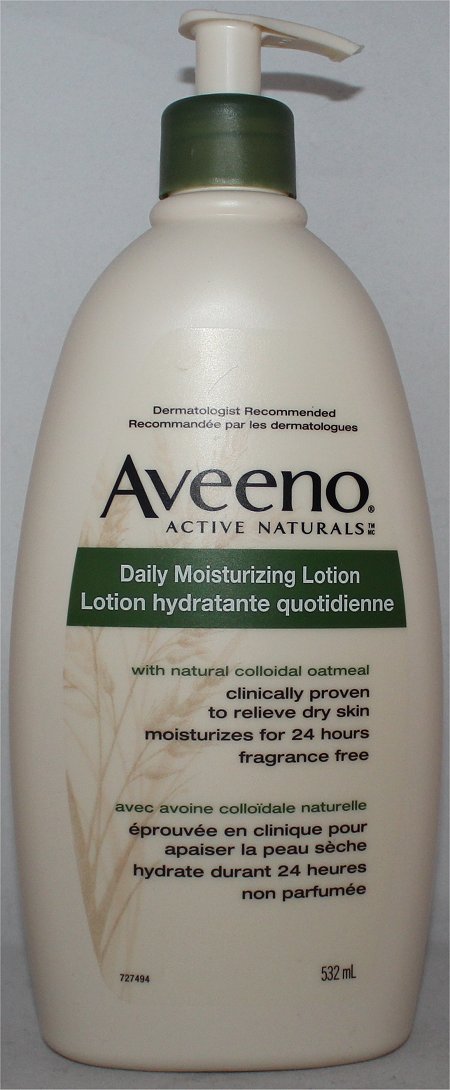 Dermatologist Recommended
Recommandée par les dermatologues
Aveeno®
ACTIVE NATURALS™ MC
Daily Moisturizing Lotion
Lotion hydratante quotidienne
with natural colloidal oatmeal
clinically proven
to relieve dry skin
moisturizes for 24 hours
fragrance free
avec avoine colloïdale naturelle
éprouvée en clinique pour
apaiser la peau sèche
hydrate durant 24 heures
non parfumée
727494
532 mL